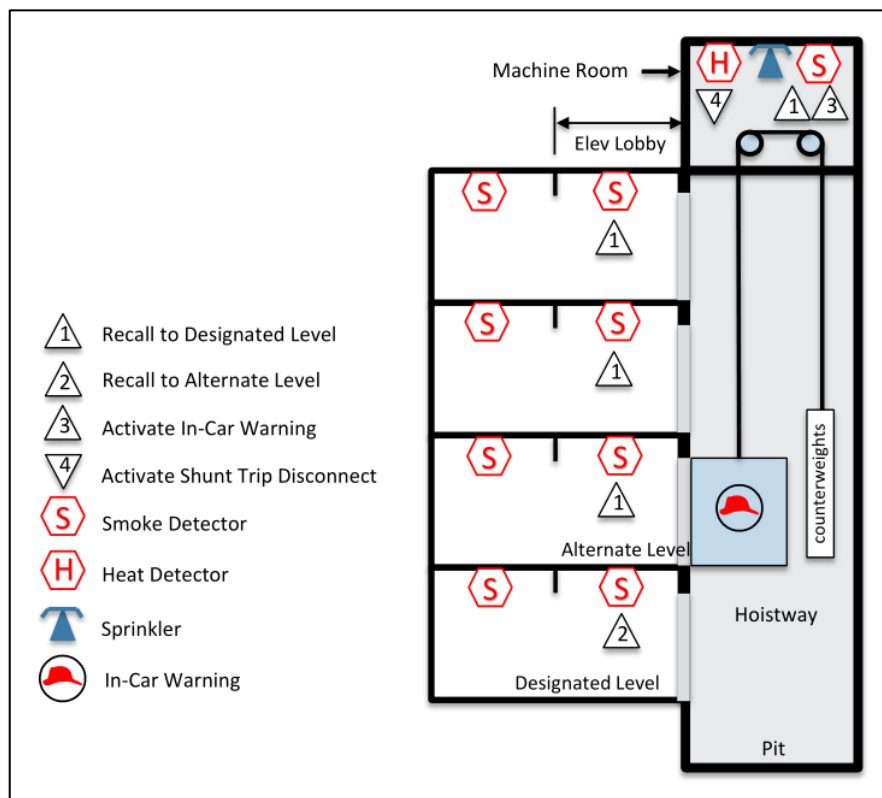 Machine Room
H
S
4
1
3
Elev Lobby
S
S
1
S
S
1
S
S
1
Alternate Level
counterweights
S
S
2
Designated Level
Hoistway
Pit
1 Recall to Designated Level
2 Recall to Alternate Level
3 Activate In-Car Warning
4 Activate Shunt Trip Disconnect
S Smoke Detector
H Heat Detector
Sprinkler
In-Car Warning